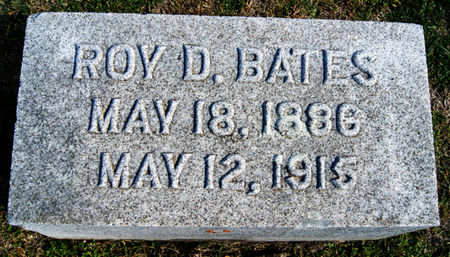 ROY D. BATES
MAY 18, 1886
MAY 12, 1915